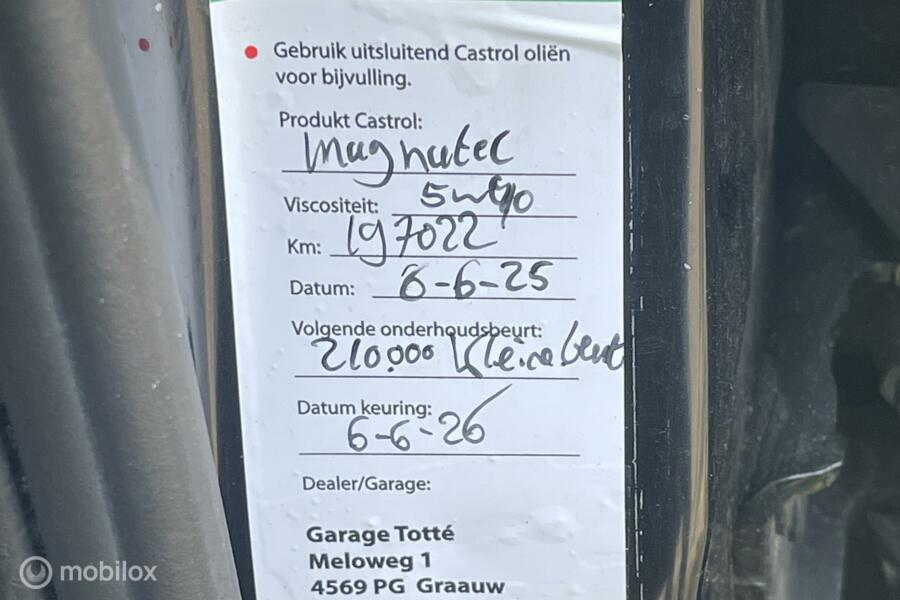 Gebruik uitsluitend Castrol oliën
voor bijvulling.
Produkt Castrol:
Magnatec
Viscositeit: 5w40
Km: 197022
Datum: 6-6-25
Volgende onderhoudsbeurt:
210.000 Kleine beurt
Datum keuring:
6-6-26
Dealer/Garage:
Garage Totté
Meloweg 1
4569 PG Graauw
mobilox